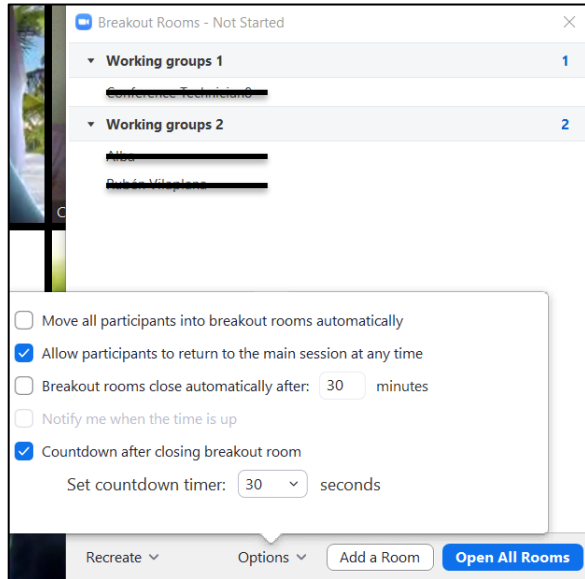 Breakout Rooms - Not Started
Working groups 1 1
Working groups 2 2
C
Move all participants into breakout rooms automatically
Allow participants to return to the main session at any time
Breakout rooms close automatically after: 30 minutes
Notify me when the time is up
Countdown after closing breakout room
Set countdown timer: 30 seconds
Recreate Options Add a Room Open All Rooms